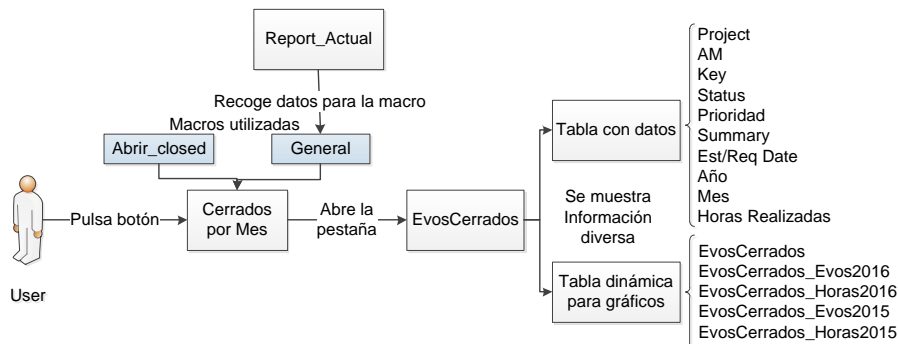 Report_Actual
Recoge datos para la macro
Macros utilizadas
Abrir_closed
General
User
Pulsa botón
Cerrados
por Mes
Abre la
pestaña
EvosCerrados
Se muestra
Información
diversa
Tabla con datos
Project
AM
Key
Status
Prioridad
Summary
Est/Req Date
Año
Mes
Horas Realizadas
Tabla dinámica
para gráficos
EvosCerrados
EvosCerrados_Evos2016
EvosCerrados_Horas2016
EvosCerrados_Evos2015
EvosCerrados_Horas2015